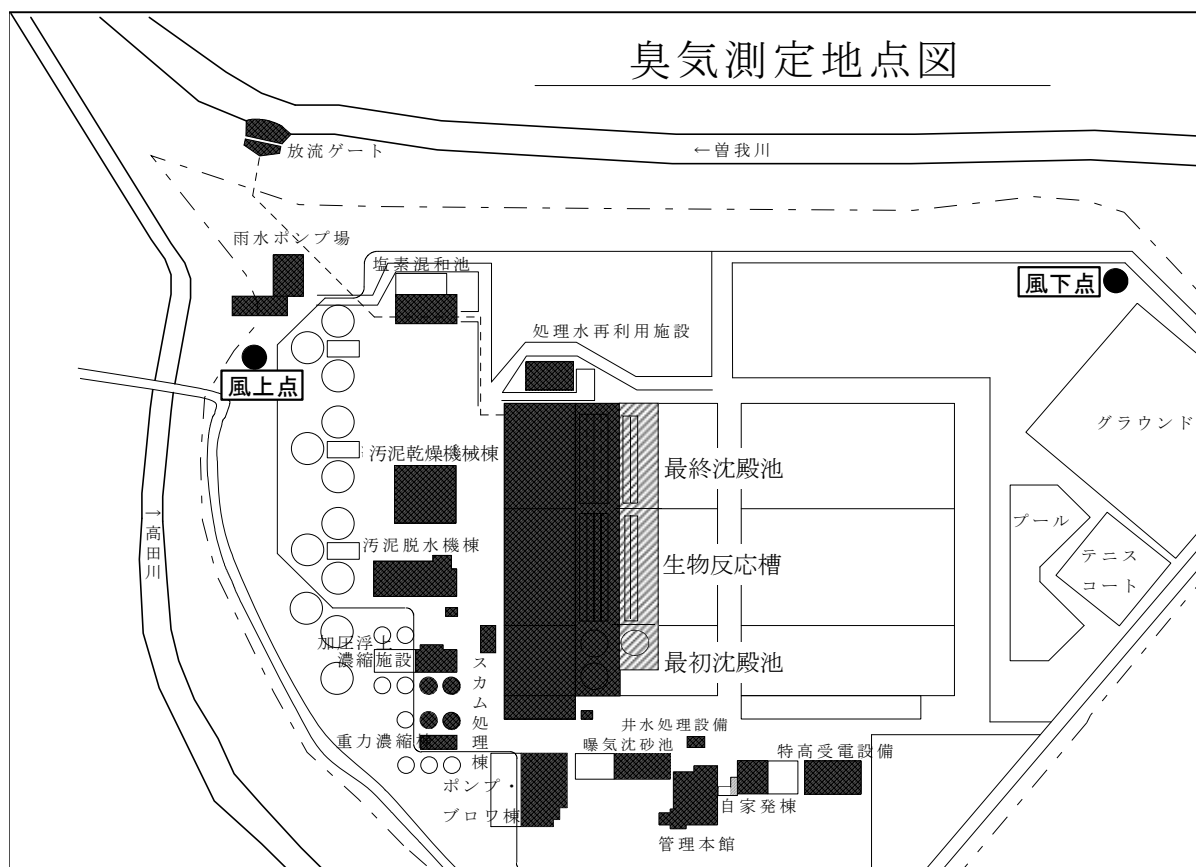 臭気測定地点図
放流ゲート
←曽我川
雨水ポンプ場
塩素混和池
風下点
処理水再利用施設
風上点
グラウンド
汚泥乾燥機械棟
最終沈殿池
→高田川
プール
汚泥脱水機棟
生物反応槽
テニス
コート
加圧浮上
濃縮施設
スカム処理棟
最初沈殿池
井水処理設備
重力濃縮棟
曝気沈砂池
特高受電設備
ポンプ・
ブロワ棟
自家発棟
管理本館